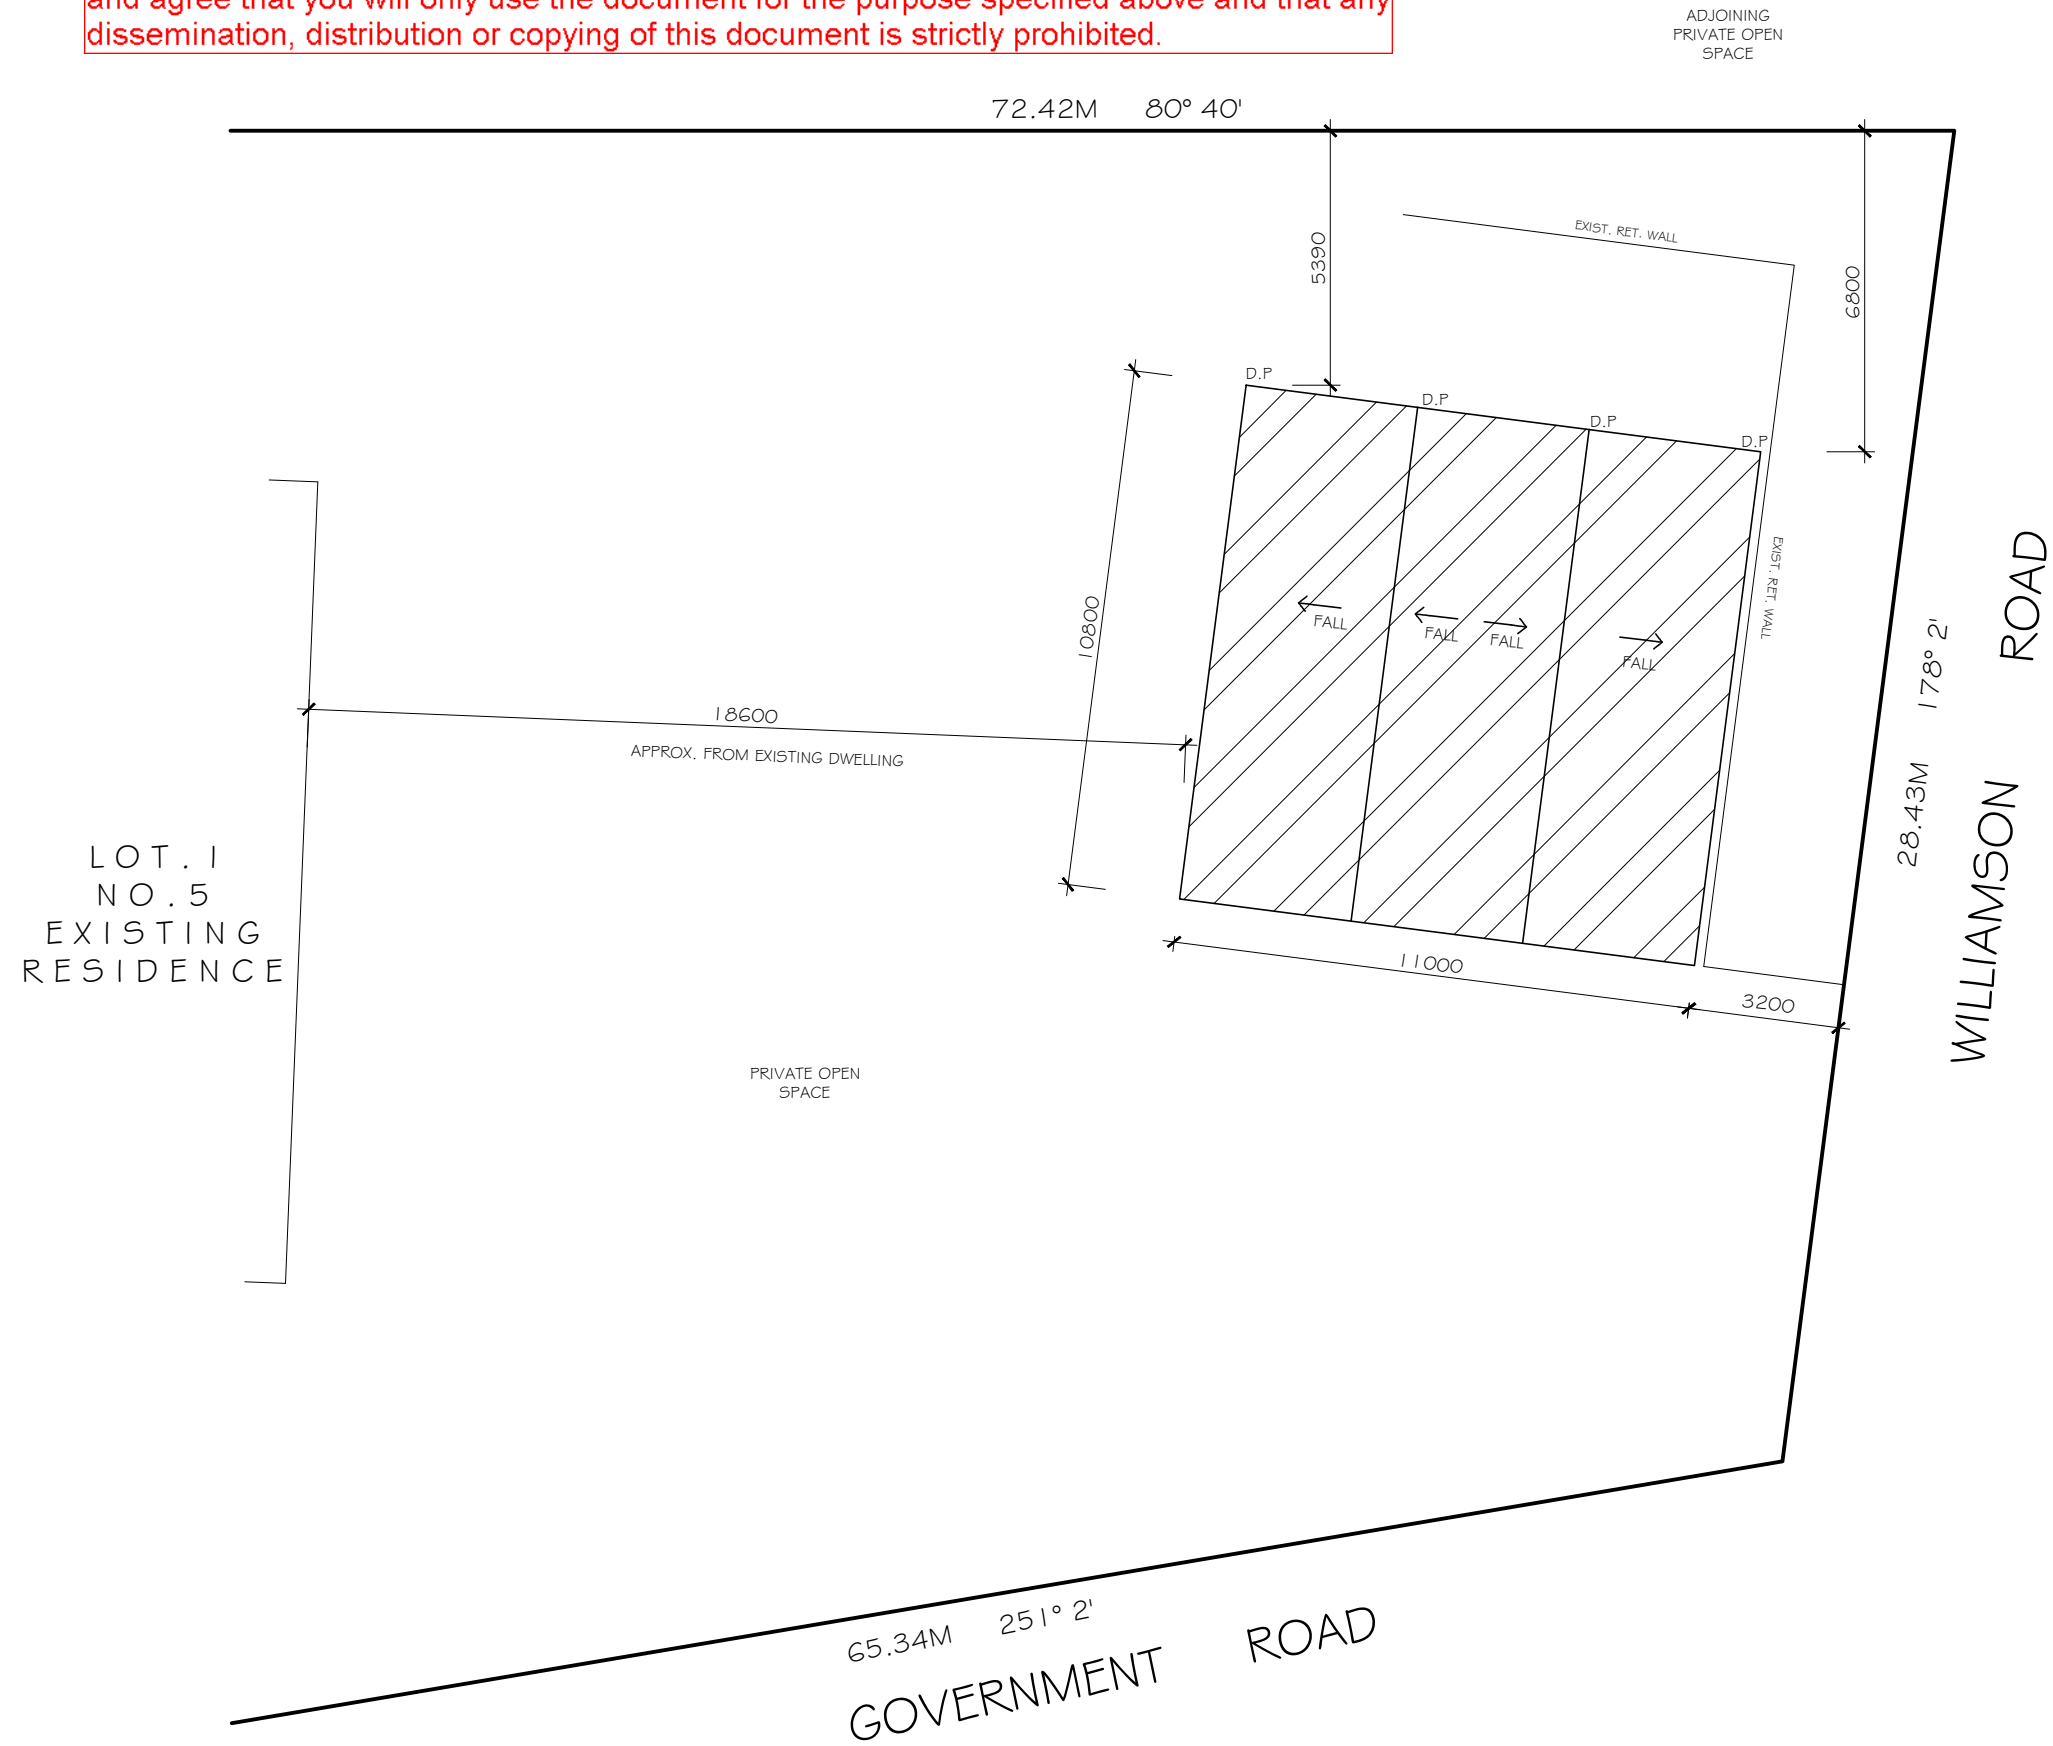 and agree that you will only use the document for the purpose specified above and that any
dissemination, distribution or copying of this document is strictly prohibited.
ADJOINING
PRIVATE OPEN
SPACE
72.42M 80° 40'
5390
EXIST. RET. WALL
6800
D.P
D.P
D.P
D.P
EXIST. RET. WALL
10800
FALL
FALL
FALL
FALL
18600
APPROX. FROM EXISTING DWELLING
LOT. 1
NO. 5
EXISTING
RESIDENCE
11000
3200
28.43M 178° 2'
WILLIAMSON ROAD
PRIVATE OPEN
SPACE
65.34M 251° 2'
GOVERNMENT ROAD